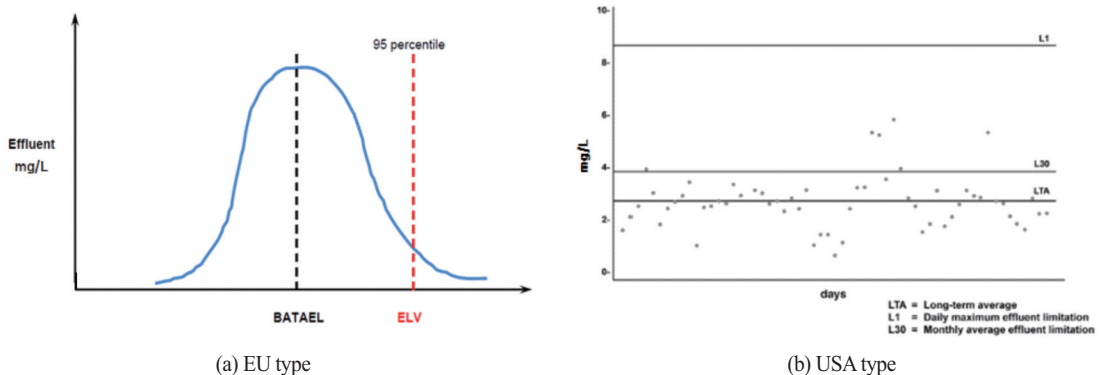 95 percentile
Effluent
mg/L
BATAEL
ELV
(a) EU type
10-
L1
8-
6-
mg/L
4-
L30
LTA
2-
0-
days
LTA = Long-term average
L1 = Daily maximum effluent limitation
L30 = Monthly average effluent limitation
(b) USA type